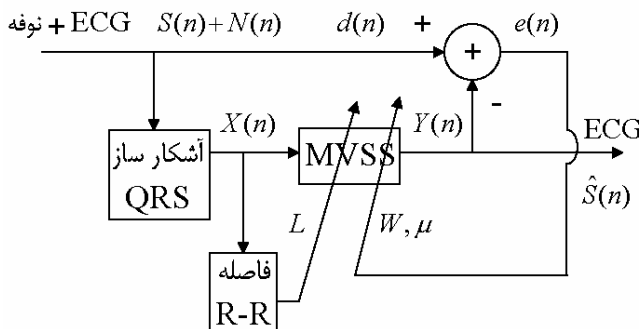 نوفه + ECG
S(n)+N(n)
d(n)
+
+
e(n)
-
آشکار ساز
QRS
X(n)
MVSS
Y(n)
ECG
Ŝ(n)
L
W, μ
فاصله
R-R